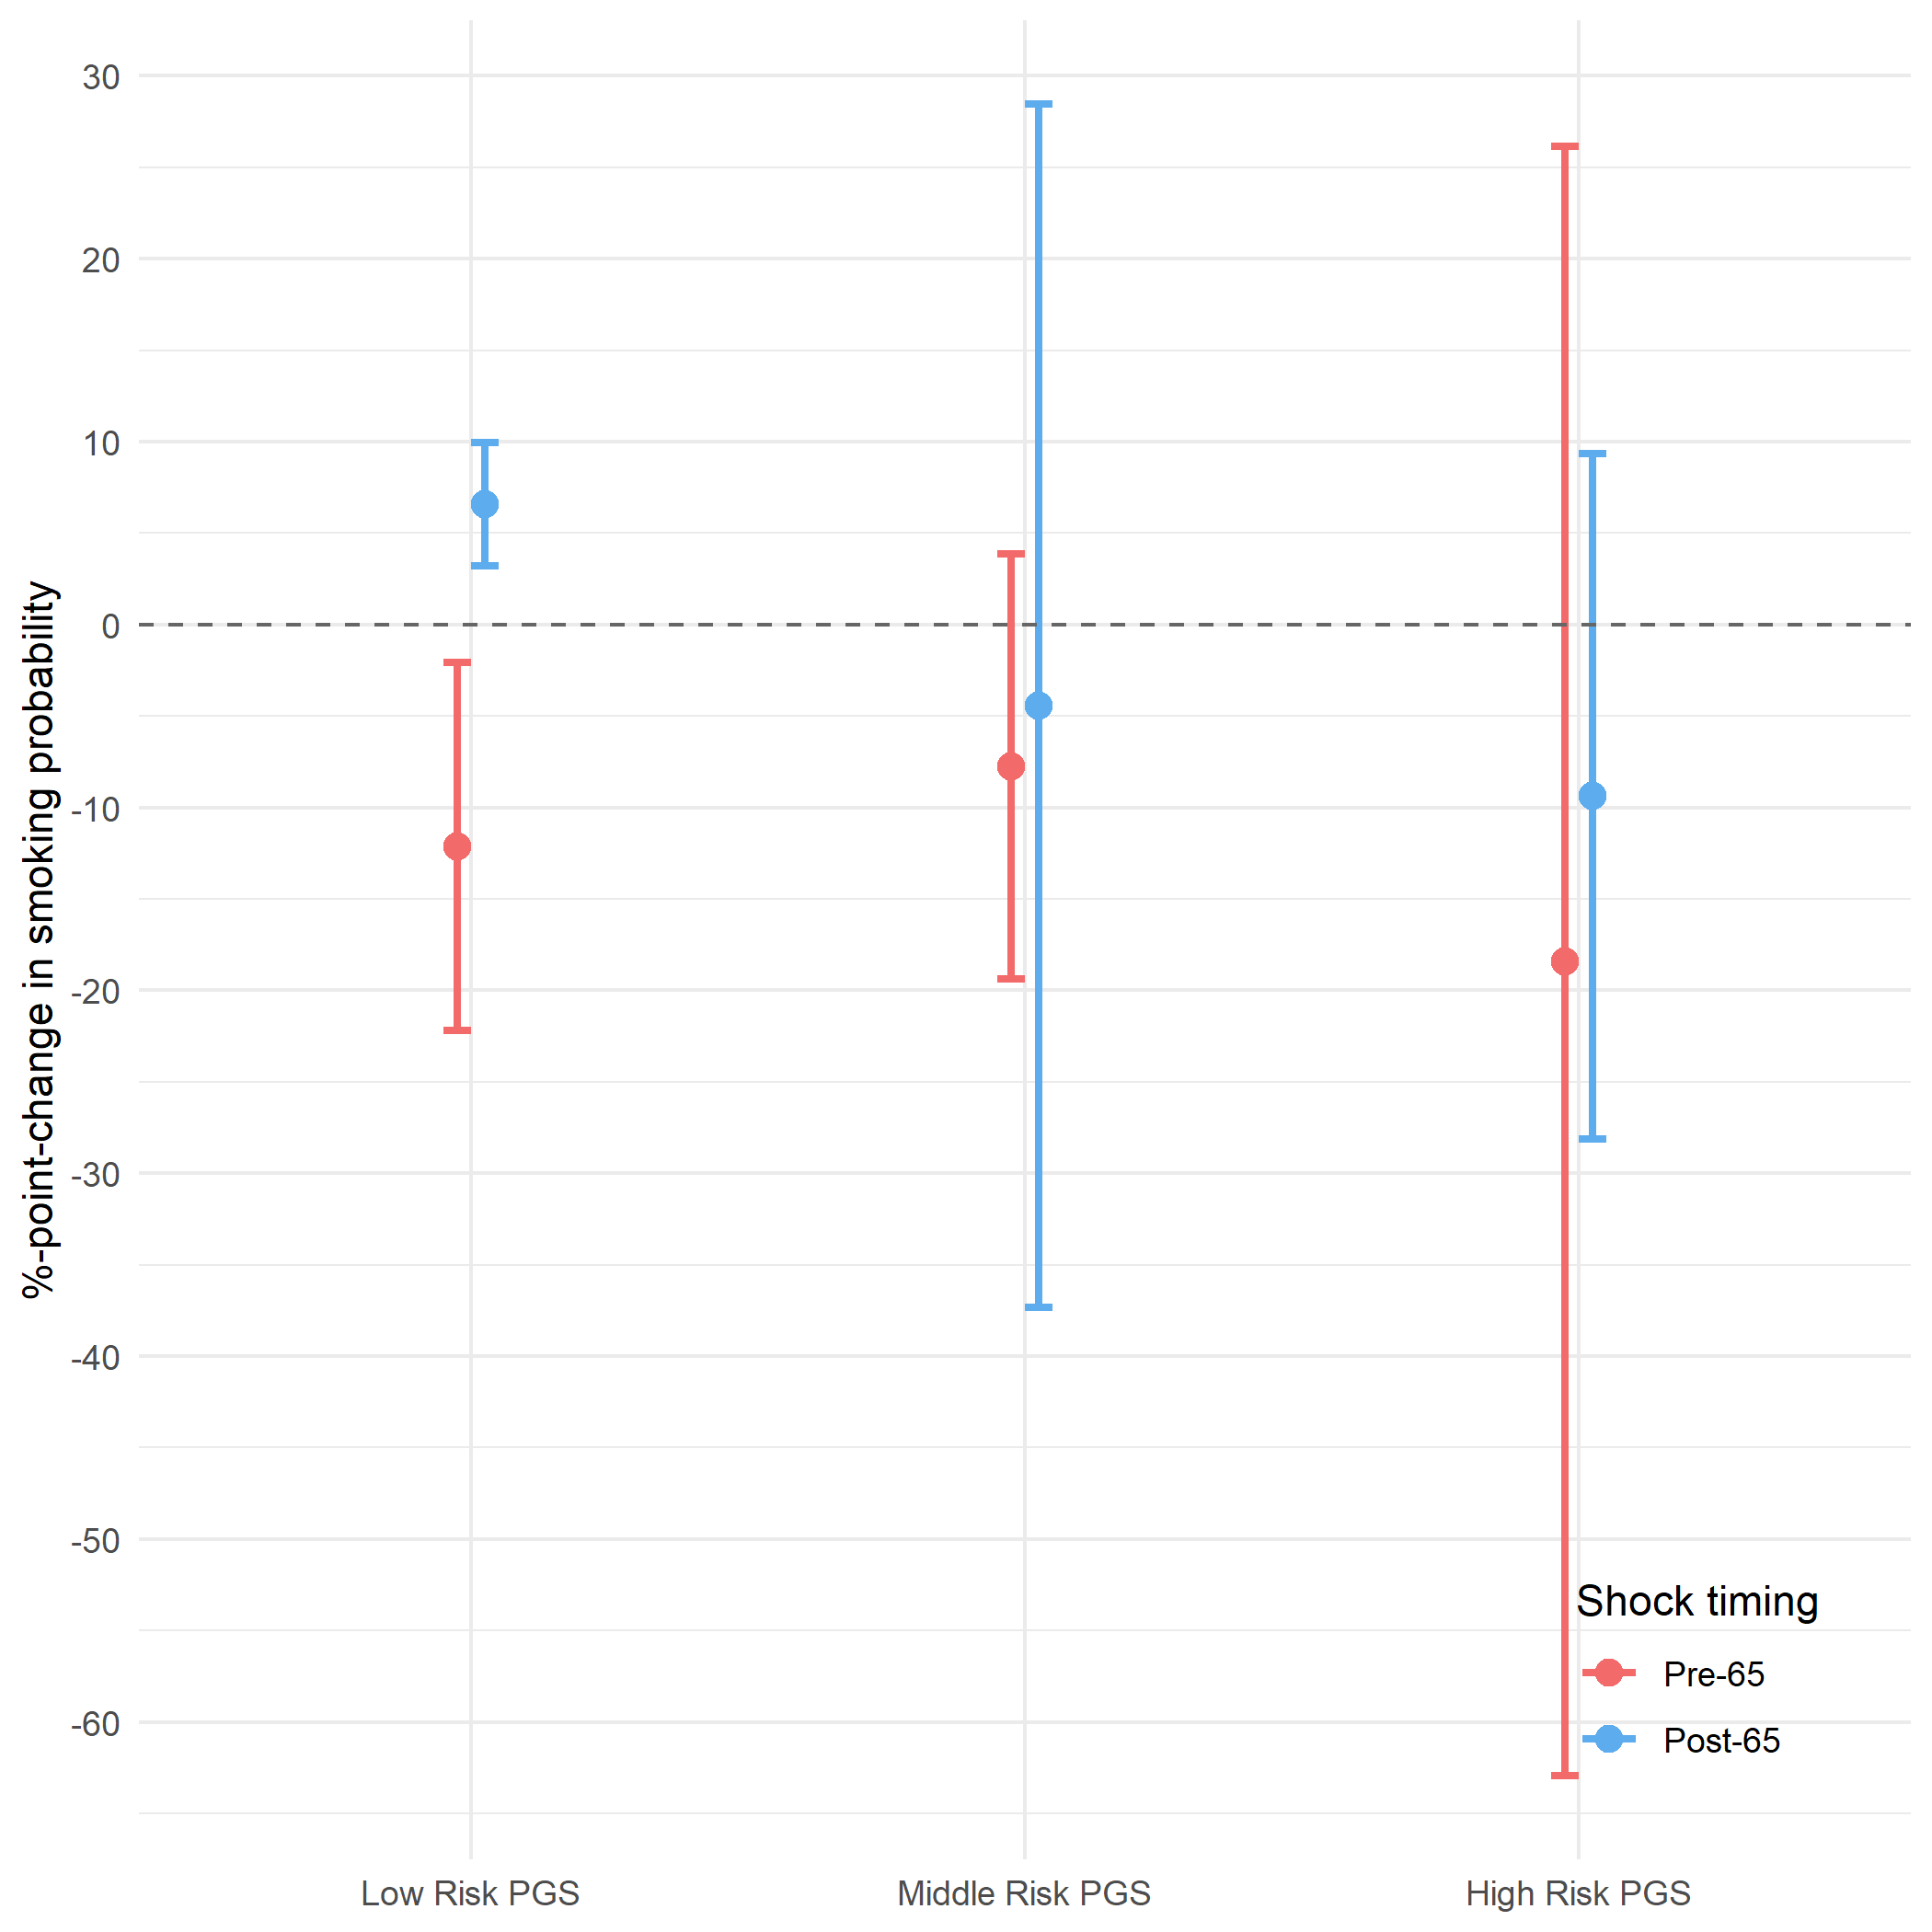 %-point-change in smoking probability
30
20
10
0
-10
-20
-30
-40
-50
-60
Shock timing
Pre-65
Post-65
Low Risk PGS
Middle Risk PGS
High Risk PGS